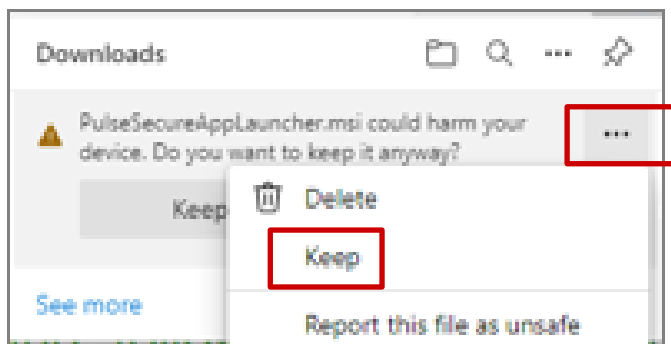 Downloads
PulseSecureAppLauncher.msi could harm your
device. Do you want to keep it anyway?
Keep
Delete
Keep
See more
Report this file as unsafe